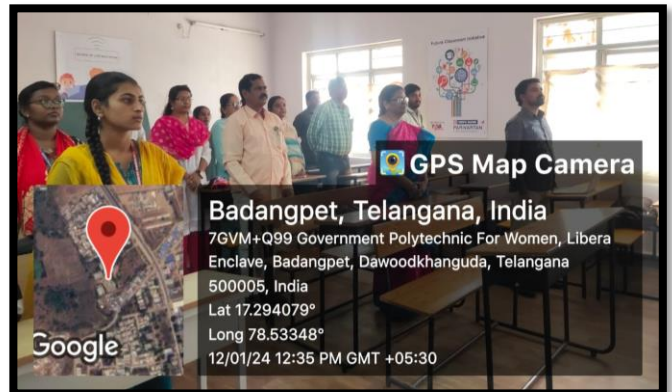 GPS Map Camera
Badangpet, Telangana, India
7GVM+Q99 Government Polytechnic For Women, Libera
Enclave, Badangpet, Dawoodkhanguda, Telangana
500005, India
Lat 17.294079°
Long 78.53348°
12/01/24 12:35 PM GMT +05:30
Google